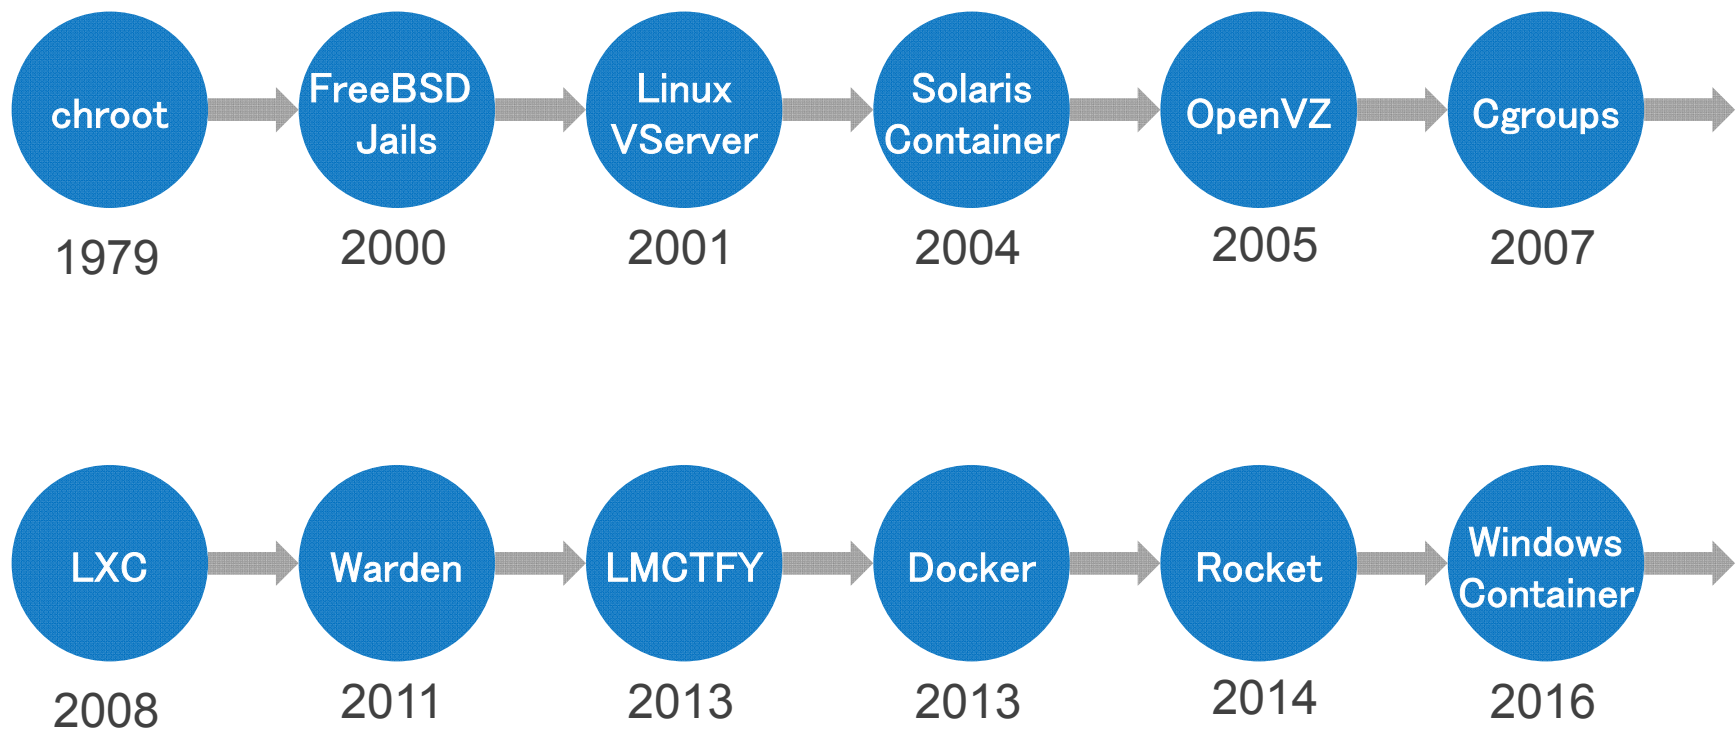 chroot
FreeBSD
Jails
Linux
VServer
Solaris
Container
OpenVZ
Cgroups
1979
2000
2001
2004
2005
2007
LXC
Warden
LMCTFY
Docker
Rocket
Windows
Container
2008
2011
2013
2013
2014
2016